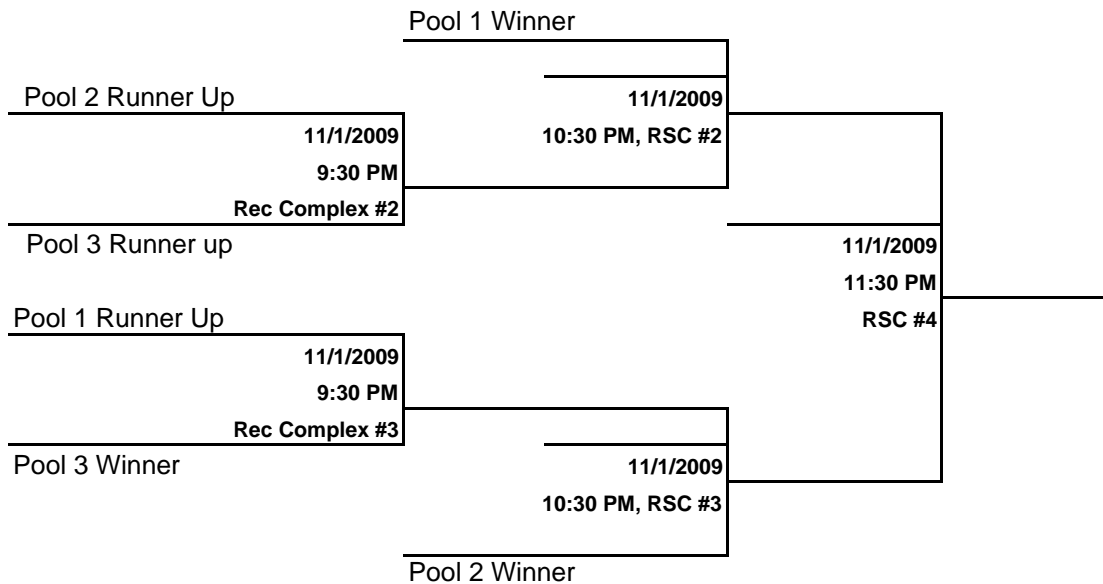 Pool 1 Winner
Pool 2 Runner Up
11/1/2009
10:30 PM, RSC #2
11/1/2009
9:30 PM
Rec Complex #2
Pool 3 Runner up
11/1/2009
11:30 PM
RSC #4
Pool 1 Runner Up
11/1/2009
9:30 PM
Rec Complex #3
Pool 3 Winner
11/1/2009
10:30 PM, RSC #3
Pool 2 Winner